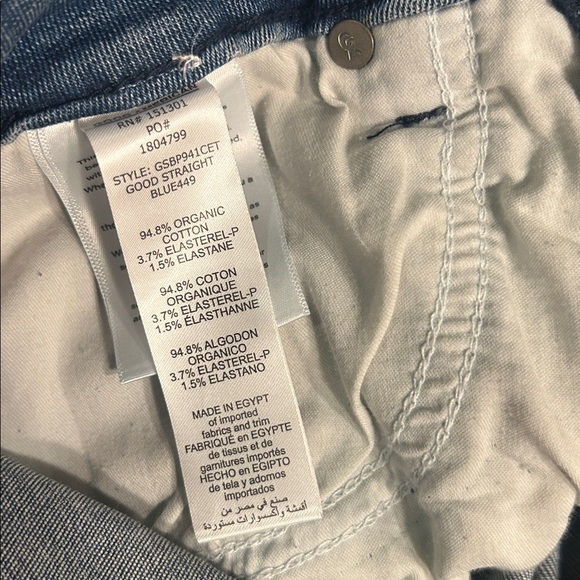 RN# 151301
PO#
1804799
STYLE: GSBP941CET
GOOD STRAIGHT
BLUE449
94.8% ORGANIC
COTTON
3.7% ELASTEREL-P
1.5% ELASTANE
94.8% COTON
ORGANIQUE
3.7% ELASTEREL-P
1.5% ÉLASTHANNE
94.8% ALGODON
ORGANICO
3.7% ELASTEREL-P
1.5% ELASTANO
MADE IN EGYPT
of imported
fabrics and trim
FABRIQUÉ en EGYPTE
de tissus et de
garnitures importés
HECHO en EGIPTO
de tela y adornos
importados
صنع في مصر من
أقمشة وأكسسوارات مستوردة